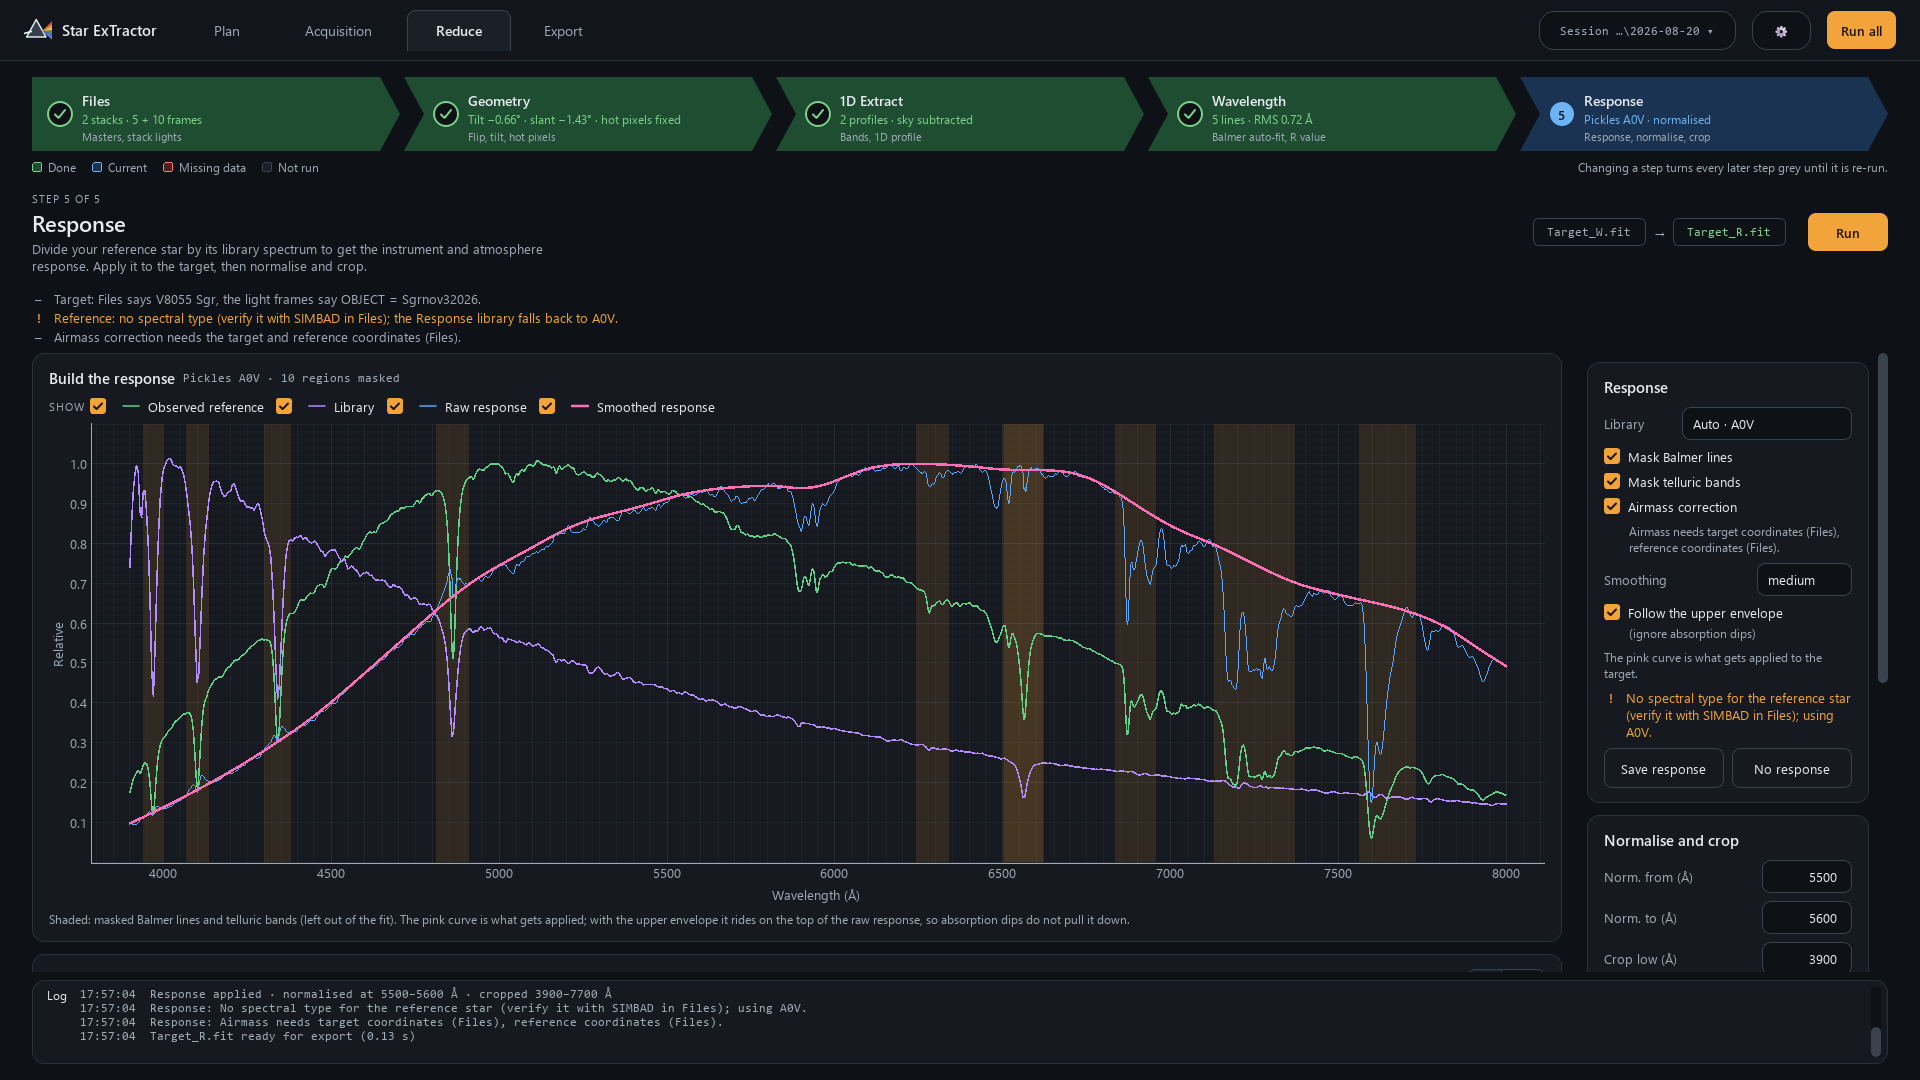 Star ExTractor
Plan
Acquisition
Reduce
Export
Session …\2026-08-20 ▾
Run all
Files
2 stacks · 5 + 10 frames
Masters, stack lights
Geometry
Tilt −0.66° · slant −1.43° · hot pixels fixed
Flip, tilt, hot pixels
1D Extract
2 profiles · sky subtracted
Bands, 1D profile
Wavelength
5 lines · RMS 0.72 Å
Balmer auto-fit, R value
5
Response
Pickles A0V · normalised
Response, normalise, crop
Done
Current
Missing data
Not run
Changing a step turns every later step grey until it is re-run.
STEP 5 OF 5
Response
Divide your reference star by its library spectrum to get the instrument and atmosphere
response. Apply it to the target, then normalise and crop.
Target_W.fit → Target_R.fit
Run
– Target: Files says V8055 Sgr, the light frames say OBJECT = Sgrnov32026.
! Reference: no spectral type (verify it with SIMBAD in Files); the Response library falls back to A0V.
– Airmass correction needs the target and reference coordinates (Files).
Build the response Pickles A0V · 10 regions masked
SHOW
Observed reference
Library
Raw response
Smoothed response
1.0
0.9
0.8
0.7
0.6
0.5
0.4
0.3
0.2
0.1
Relative
4000 4500 5000 5500 6000 6500 7000 7500 8000
Wavelength (Å)
Shaded: masked Balmer lines and telluric bands (left out of the fit). The pink curve is what gets applied; with the upper envelope it rides on the top of the raw response, so absorption dips do not pull it down.
Response
Library
Auto · A0V
Mask Balmer lines
Mask telluric bands
Airmass correction
Airmass needs target coordinates (Files),
reference coordinates (Files).
Smoothing
medium
Follow the upper envelope
(ignore absorption dips)
The pink curve is what gets applied to the
target.
! No spectral type for the reference star
(verify it with SIMBAD in Files); using
A0V.
Save response
No response
Normalise and crop
Norm. from (Å)
5500
Norm. to (Å)
5600
Crop low (Å)
3900
Log
17:57:04 Response applied · normalised at 5500–5600 Å · cropped 3900–7700 Å
17:57:04 Response: No spectral type for the reference star (verify it with SIMBAD in Files); using A0V.
17:57:04 Response: Airmass needs target coordinates (Files), reference coordinates (Files).
17:57:04 Target_R.fit ready for export (0.13 s)